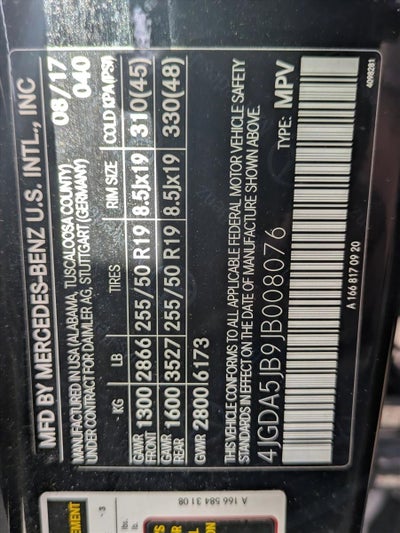 MFD BY MERCEDES-BENZ U.S. INTL., INC
08/17
MANUFACTURED IN USA (ALABAMA, TUSCALOOSA COUNTY)
UNDER CONTRACT FOR DAIMLER AG, STUTTGART (GERMANY)
040
KG LB TIRES RIM SIZE COLD KPA(PSI)
GAWR FRONT 1300 2866 255/50 R19 8.5Jx19 310(45)
GAWR REAR 1600 3527 255/50 R19 8.5Jx19 330(48)
GVWR 2800 6173
THIS VEHICLE CONFORMS TO ALL APPLICABLE FEDERAL MOTOR VEHICLE SAFETY
STANDARDS IN EFFECT ON THE DATE OF MANUFACTURE SHOWN ABOVE.
4JGDA5JB9JB008076 TYPE: MPV
A 166 817 09 20
4098281
A 166 584 31 08